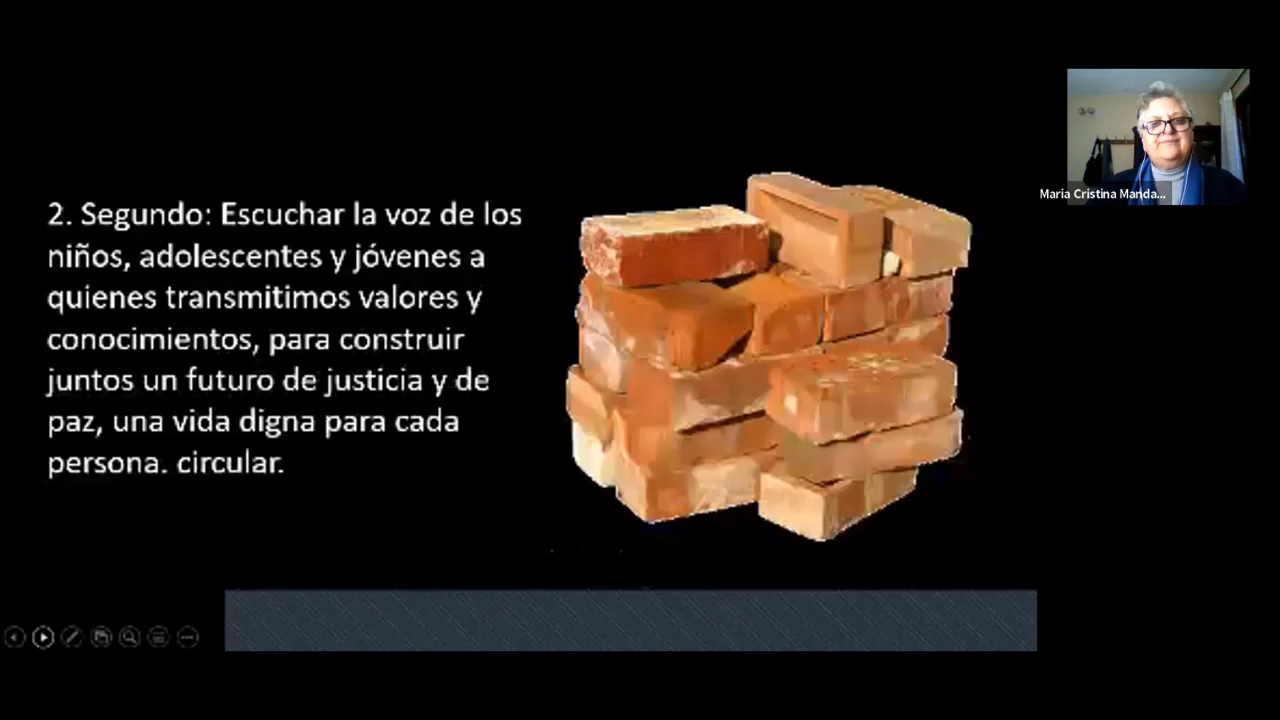 2. Segundo: Escuchar la voz de los
niños, adolescentes y jóvenes a
quienes transmitimos valores y
conocimientos, para construir
juntos un futuro de justicia y de
paz, una vida digna para cada
persona. circular.
Maria Cristina Manda...